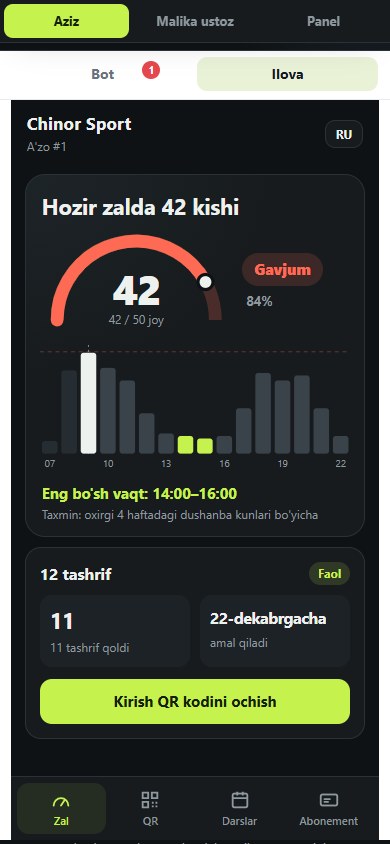 Aziz
Malika ustoz
Panel
Bot
1
Ilova
Chinor Sport
A'zo #1
RU
Hozir zalda 42 kishi
42
42 / 50 joy
Gavjum
84%
07 10 13 16 19 22
Eng bo'sh vaqt: 14:00–16:00
Taxmin: oxirgi 4 haftadagi dushanba kunlari bo'yicha
12 tashrif
Faol
11
11 tashrif qoldi
22-dekabrgacha
amal qiladi
Kirish QR kodini ochish
Zal
QR
Darslar
Abonement